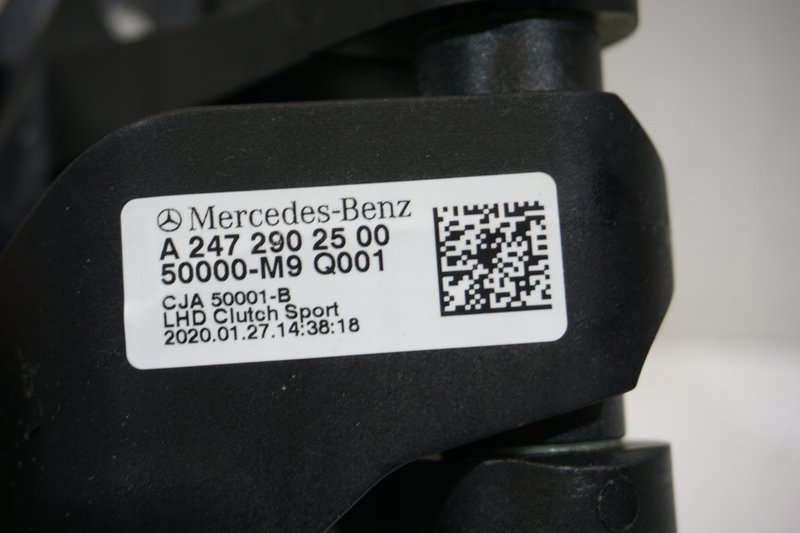 Mercedes-Benz
A 247 290 25 00
50000-M9 Q001
CJA 50001-B
LHD Clutch Sport
2020.01.27.14:38:18